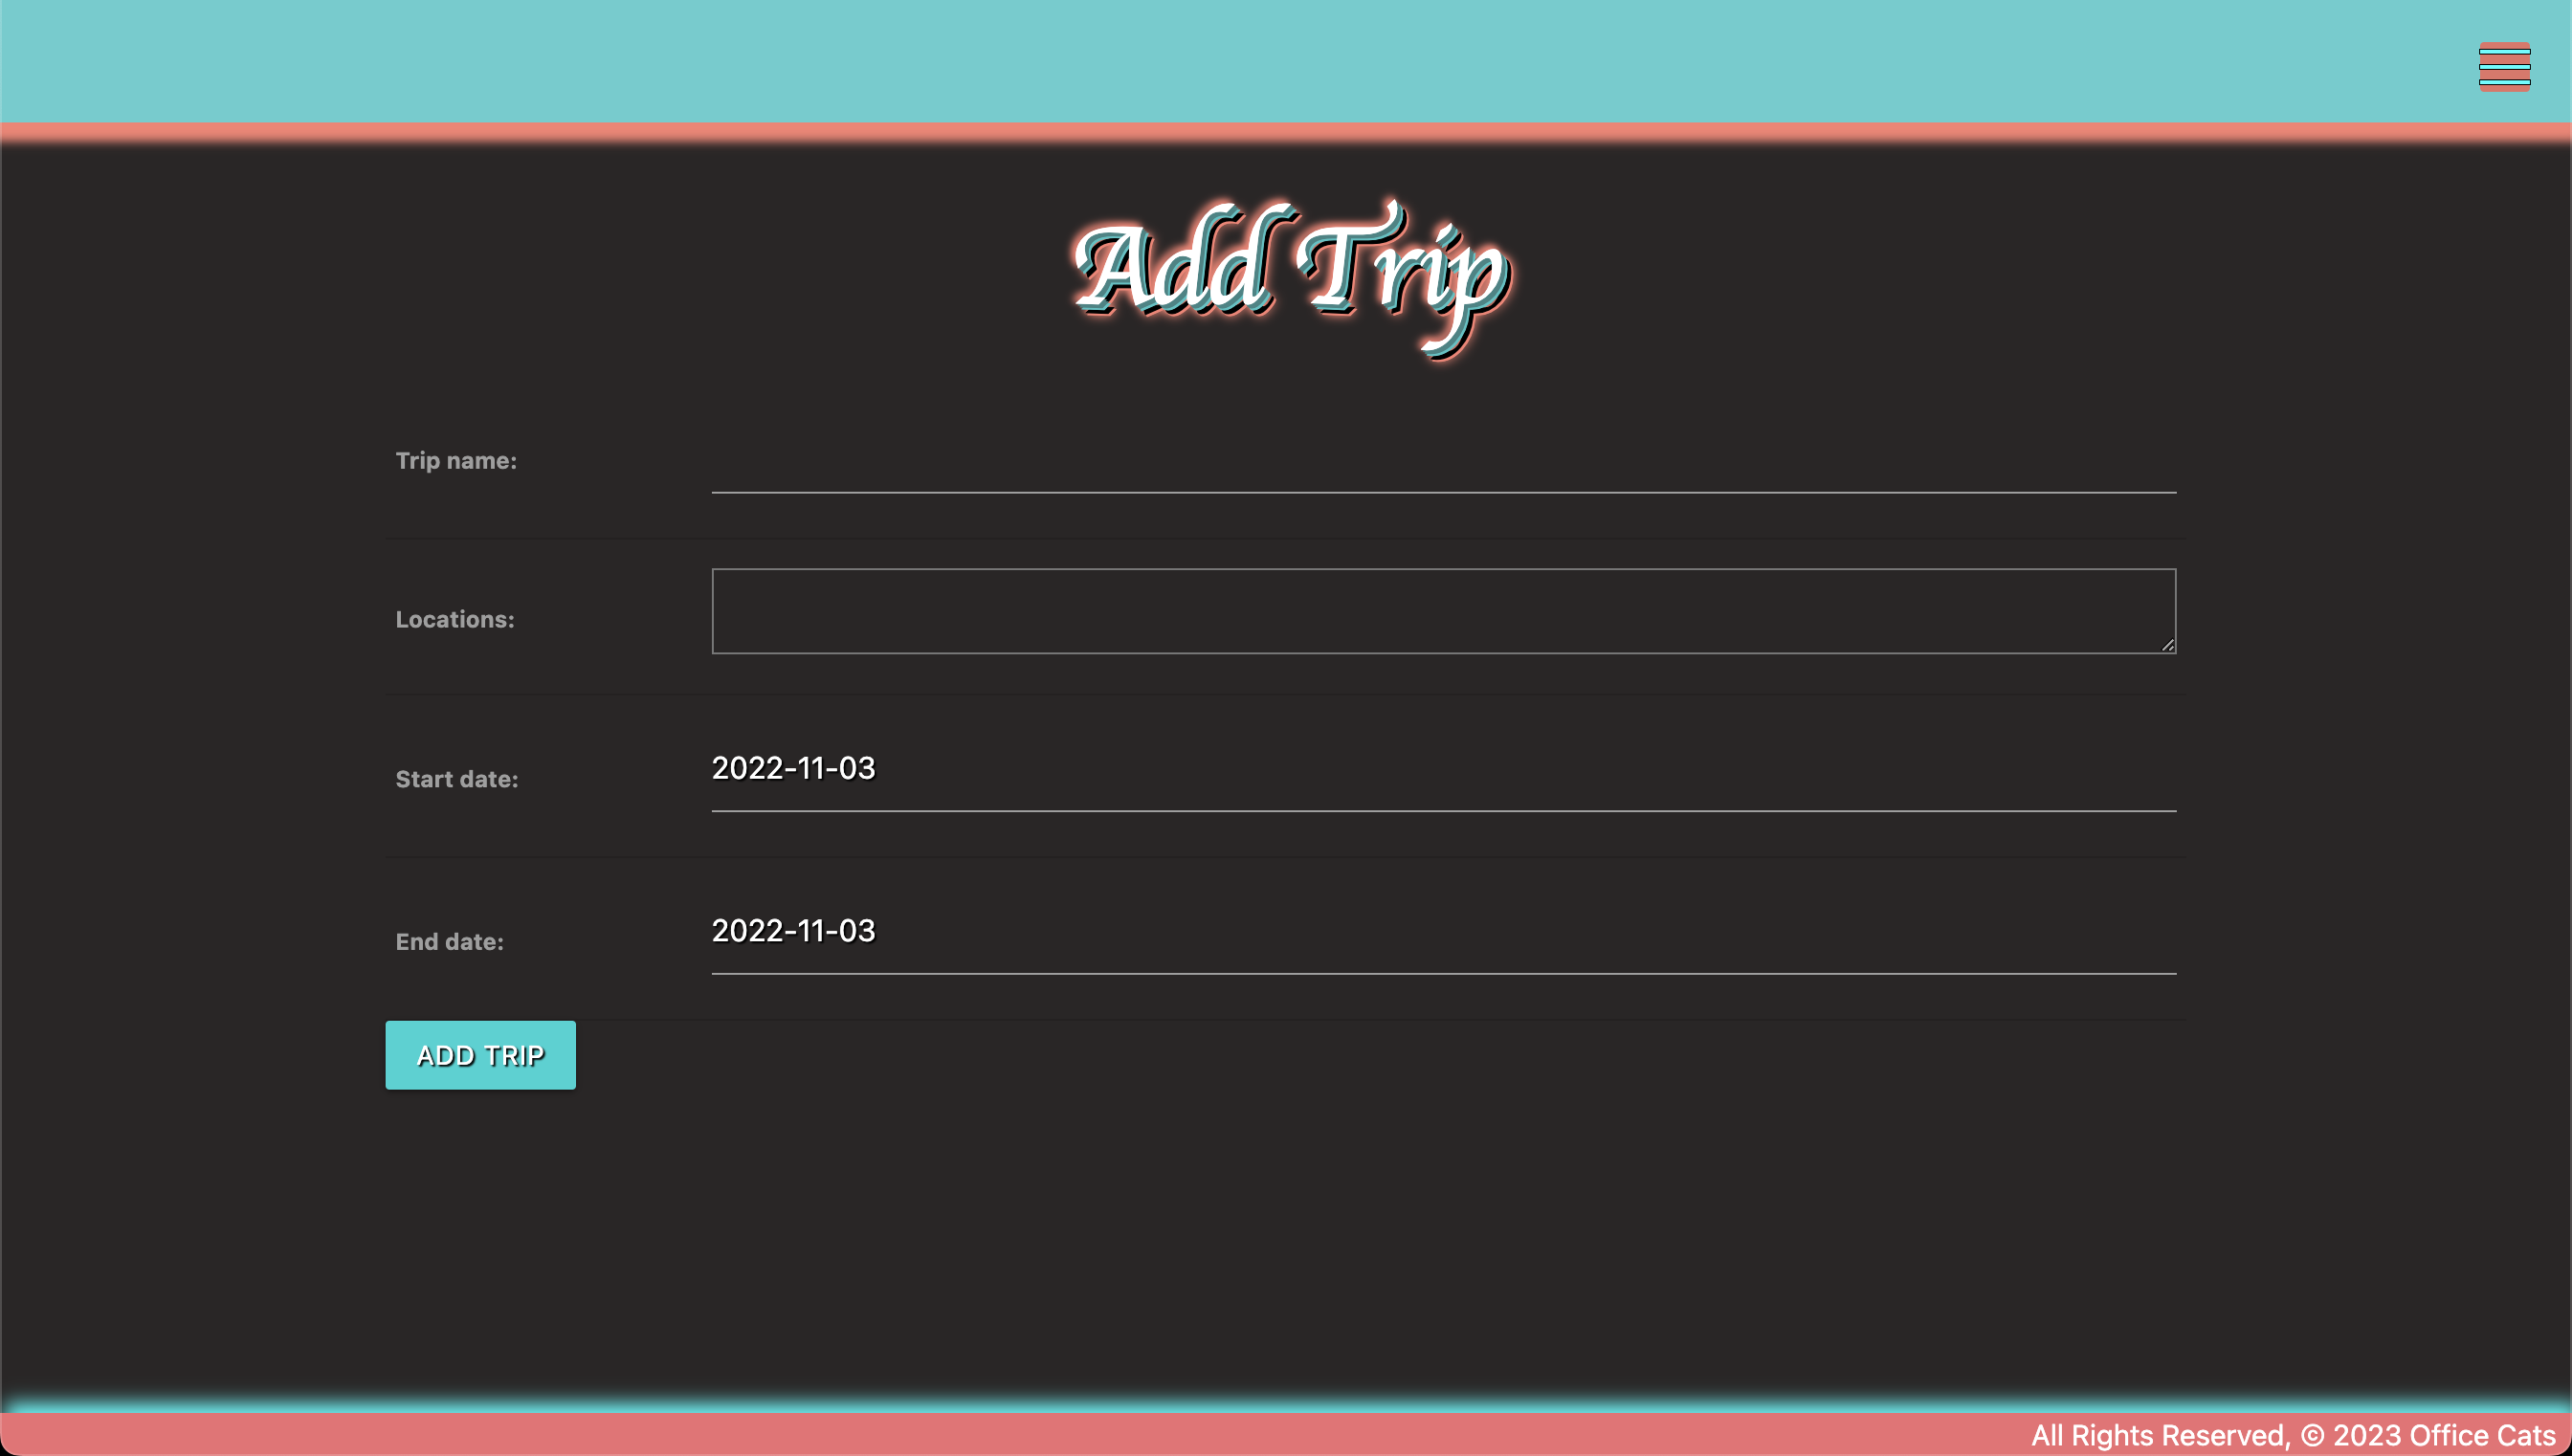 Add Trip
Trip name:
Locations:
Start date: 2022-11-03
End date: 2022-11-03
ADD TRIP
All Rights Reserved, © 2023 Office Cats